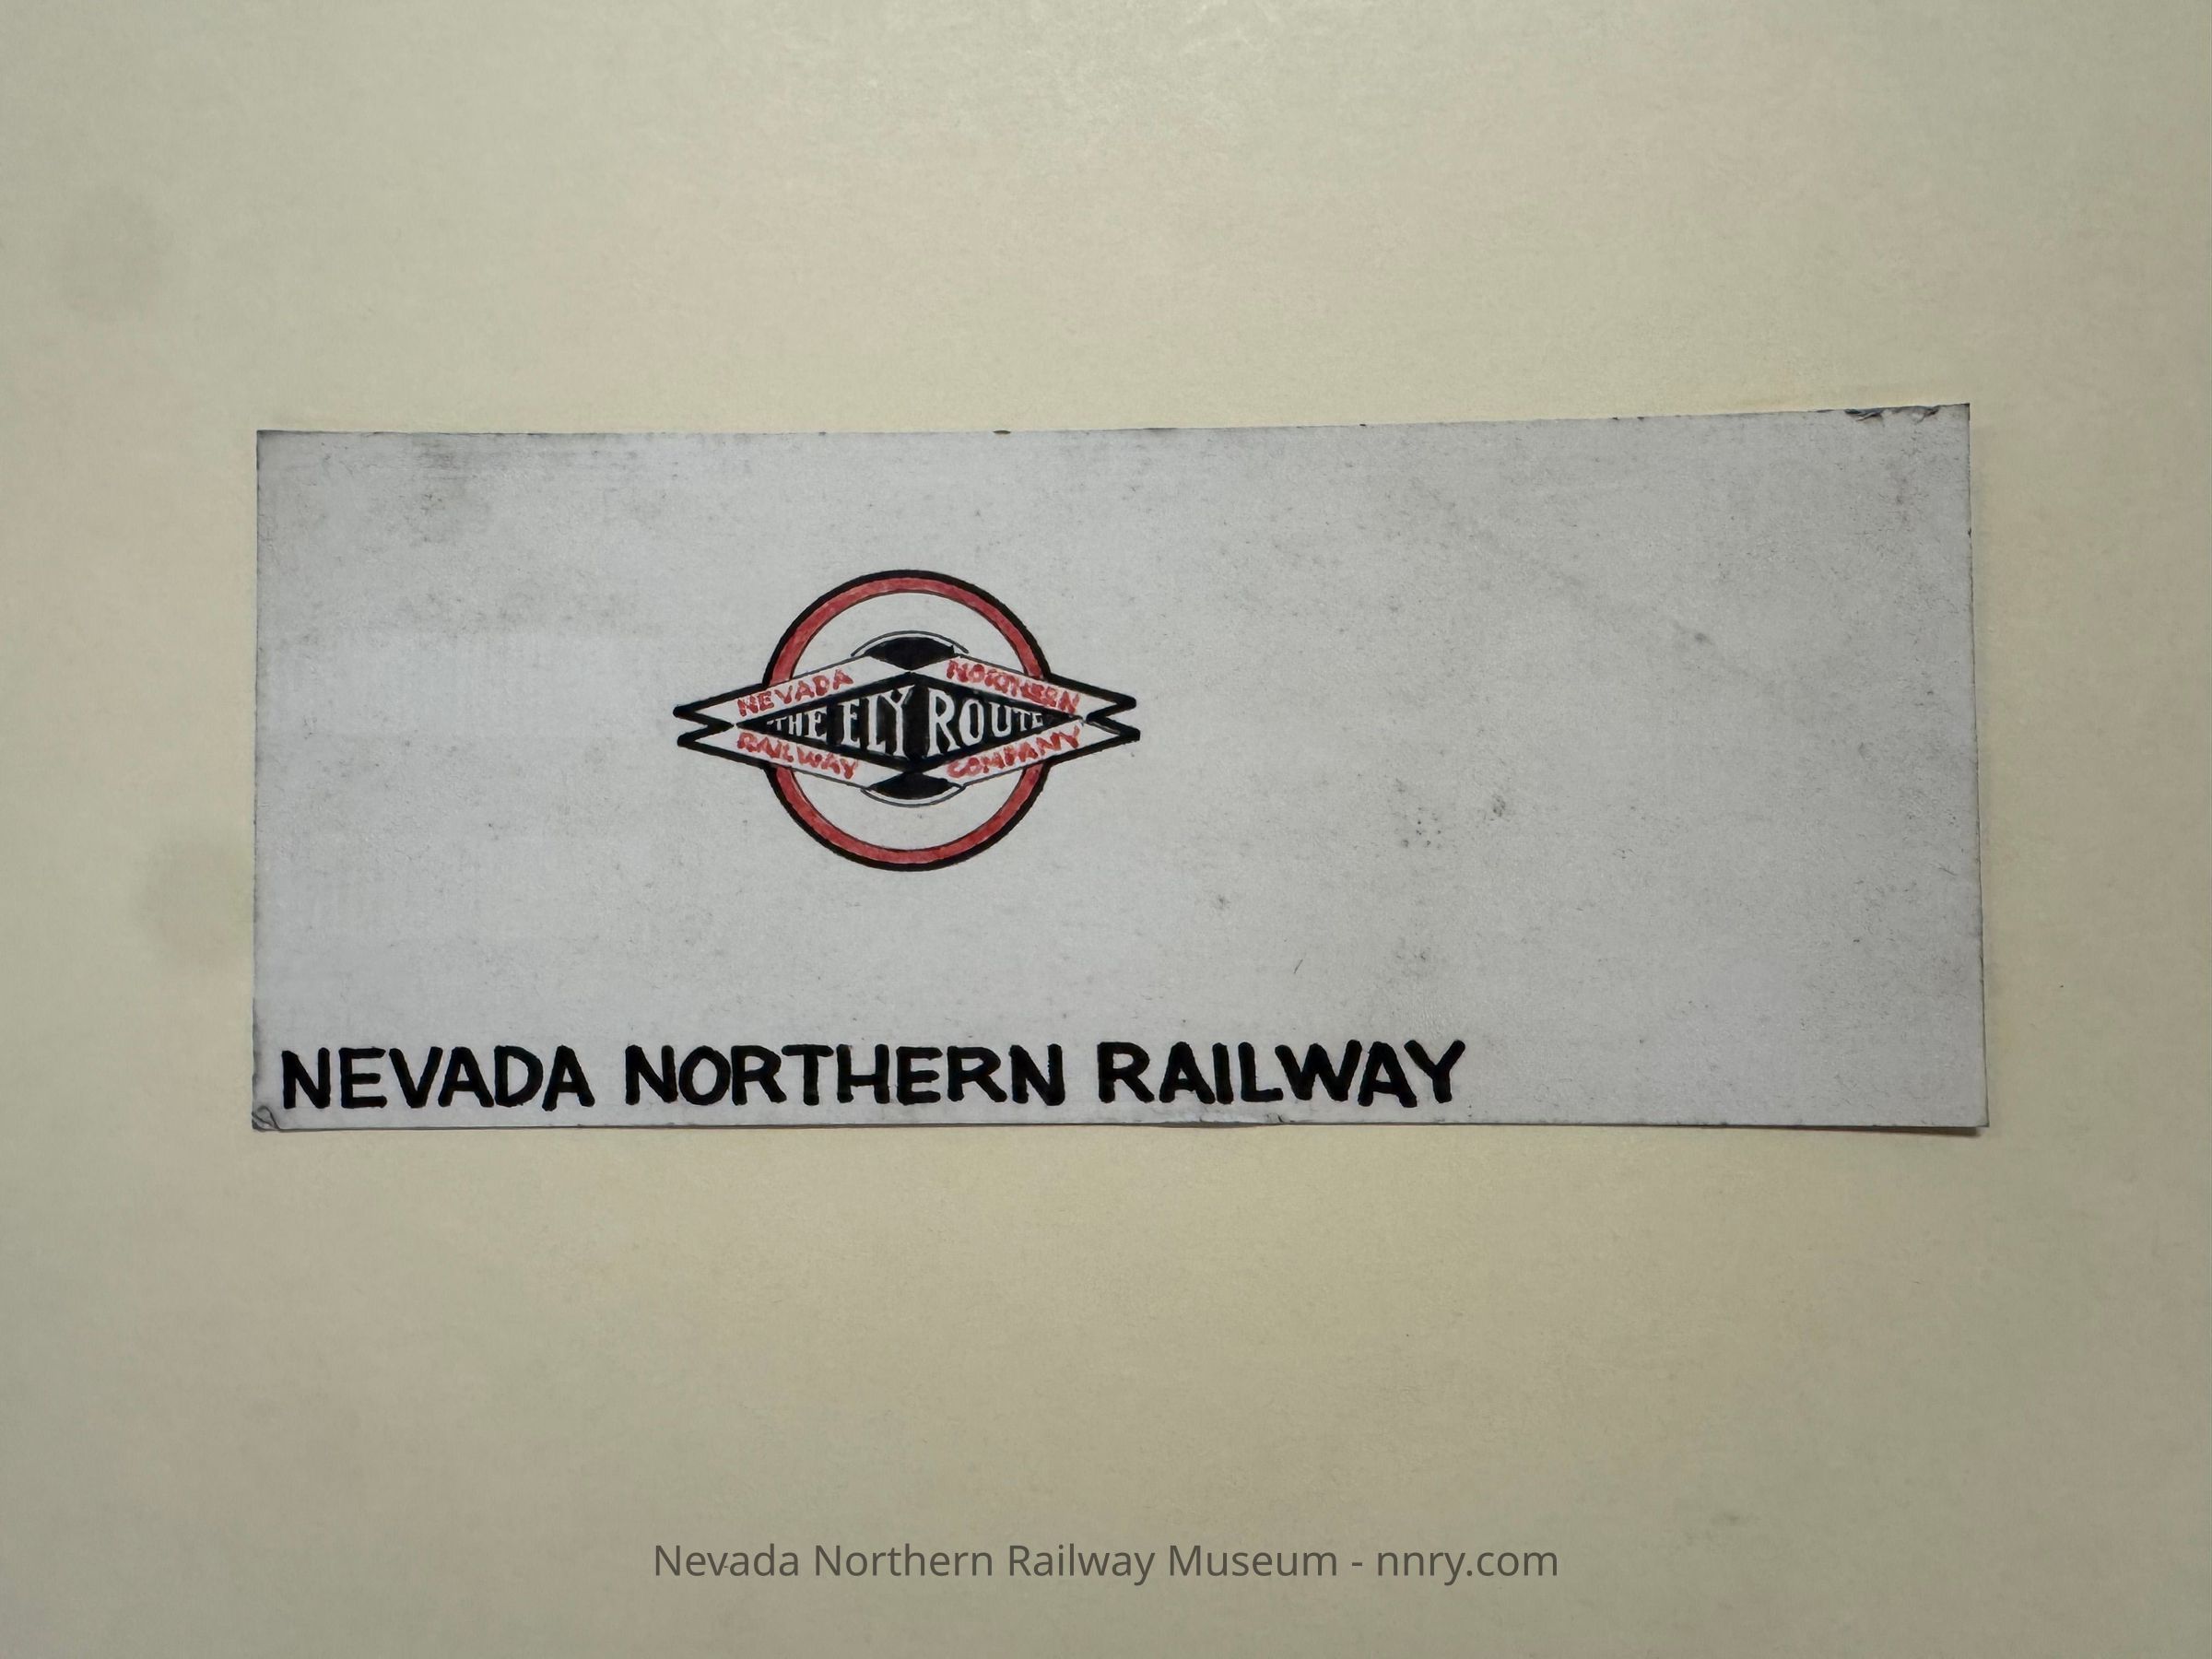 NEVADA NORTHERN
THE ELY ROUTE
RAILWAY COMPANY
NEVADA NORTHERN RAILWAY
Nevada Northern Railway Museum - nnry.com